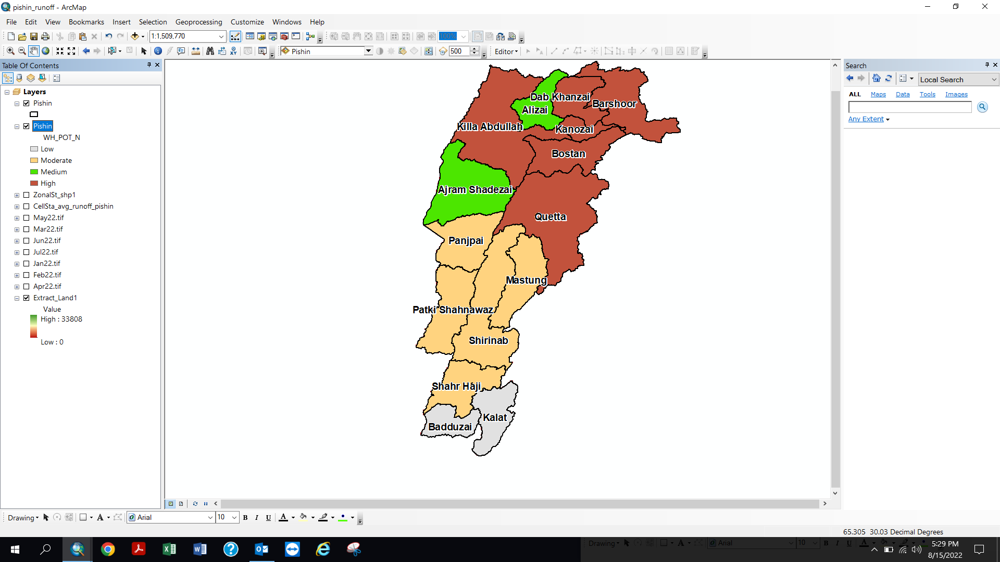 pishin_runoff - ArcMap
File Edit View Bookmarks Insert Selection Geoprocessing Customize Windows Help
1:1,509,770
100%
Pishin
500
Editor
Table Of Contents
Layers
Pishin
Pishin
WH_POT_N
Low
Moderate
Medium
High
ZonalSt_shp1
CellSta_avg_runoff_pishin
May22.tif
Mar22.tif
Jun22.tif
Jul22.tif
Jan22.tif
Feb22.tif
Apr22.tif
Extract_Land1
Value
High : 33808
Low : 0
Dab Khanzai
Barshoor
Alizai
Killa Abdullah
Kanozai
Bostan
Ajram Shadezai
Quetta
Panjpai
Mastung
Patki Shahnawaz
Shirinab
Shahr Haji
Kalat
Badduzai
Search
Local Search
ALL Maps Data Tools Images
Any Extent
Drawing
A
Arial
10
B I U A
65.305 30.03 Decimal Degrees
Drawing
A
Arial
10
B I U A
5:29 PM
8/15/2022